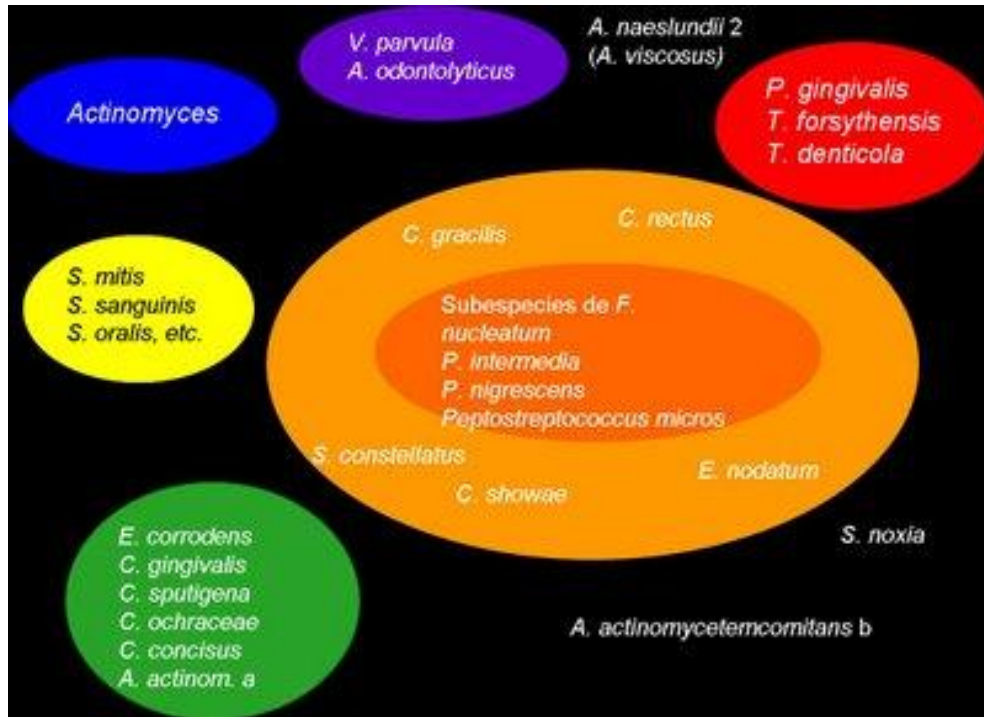 V. parvula
A. odontolyticus
A. naeslundii 2
(A. viscosus)
Actinomyces
P. gingivalis
T. forsythensis
T. denticola
C. gracilis
C. rectus
S. mitis
S. sanguinis
S. oralis, etc.
Subespecies de F.
nucleatum
P. intermedia
P. nigrescens
Peptostreptococcus micros
S. constellatus
E. nodatum
C. showae
E. corrodens
C. gingivalis
C. sputigena
C. ochraceae
C. concisus
A. actinom. a
S. noxia
A. actinomycetemcomitans b